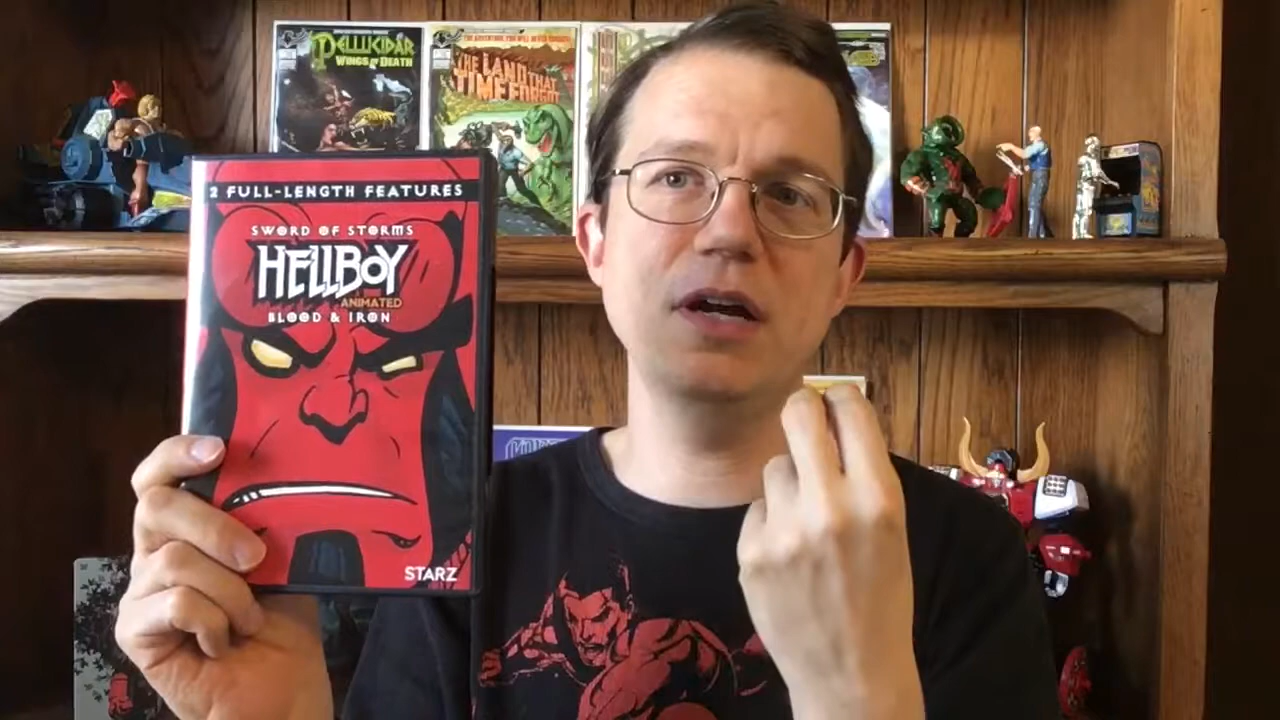 PELLUCIDAR
WINGS OF DEATH
THE LAND THAT
TIME FORGOT
2 FULL-LENGTH FEATURES
SWORD OF STORMS
HELLBOY
ANIMATED
BLOOD & IRON
STARZ